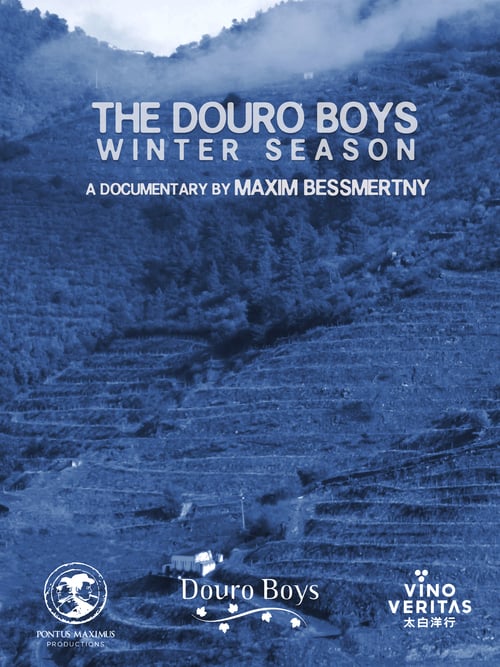 THE DOURO BOYS
WINTER SEASON
A DOCUMENTARY BY MAXIM BESSMERTNY
PONTUS MAXIMUS
PRODUCTIONS
Douro Boys
VINO
VERITAS
太白洋行